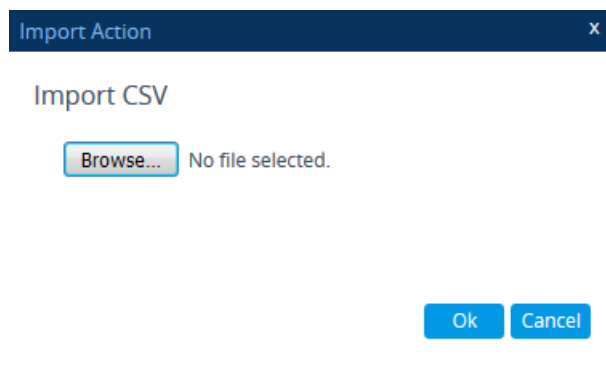 Import Action x
Import CSV
Browse... No file selected.
Ok Cancel